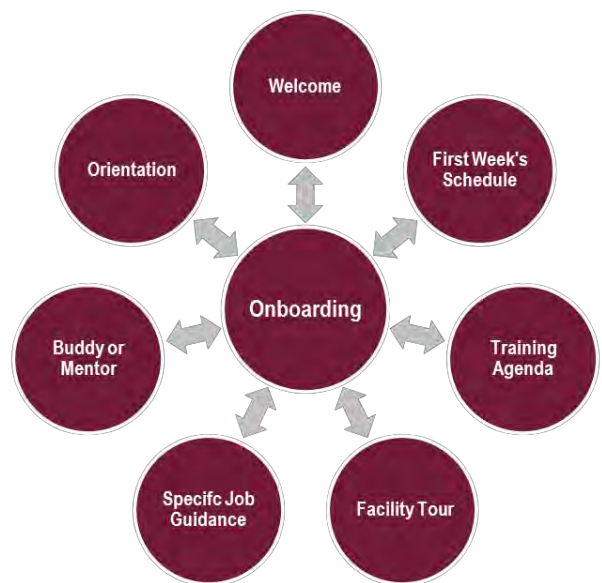 Welcome
First Week's
Schedule
Training
Agenda
Facility Tour
Specifc Job
Guidance
Buddy or
Mentor
Orientation
Onboarding